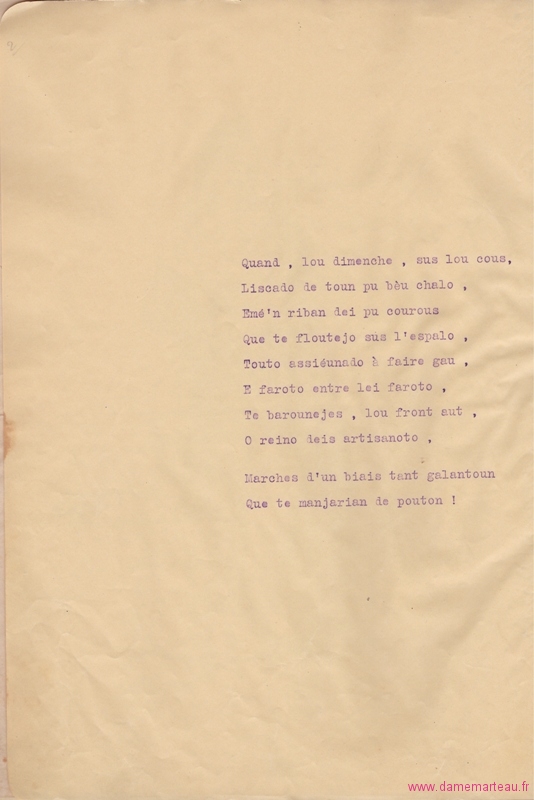 Quand , lou dimenche , sus lou cous,
Liscado de toun pu bèu chalo ,
Emé'n riban dei pu courous
Que te floutejo sus l'espalo ,
Touto assiéunado à faire gau ,
E faroto entre lei faroto ,
Te barounejes , lou front aut ,
O reino deis artisanoto ,
Marches d'un biais tant galantoun
Que te manjarian de pouton !
www.damemarteau.fr